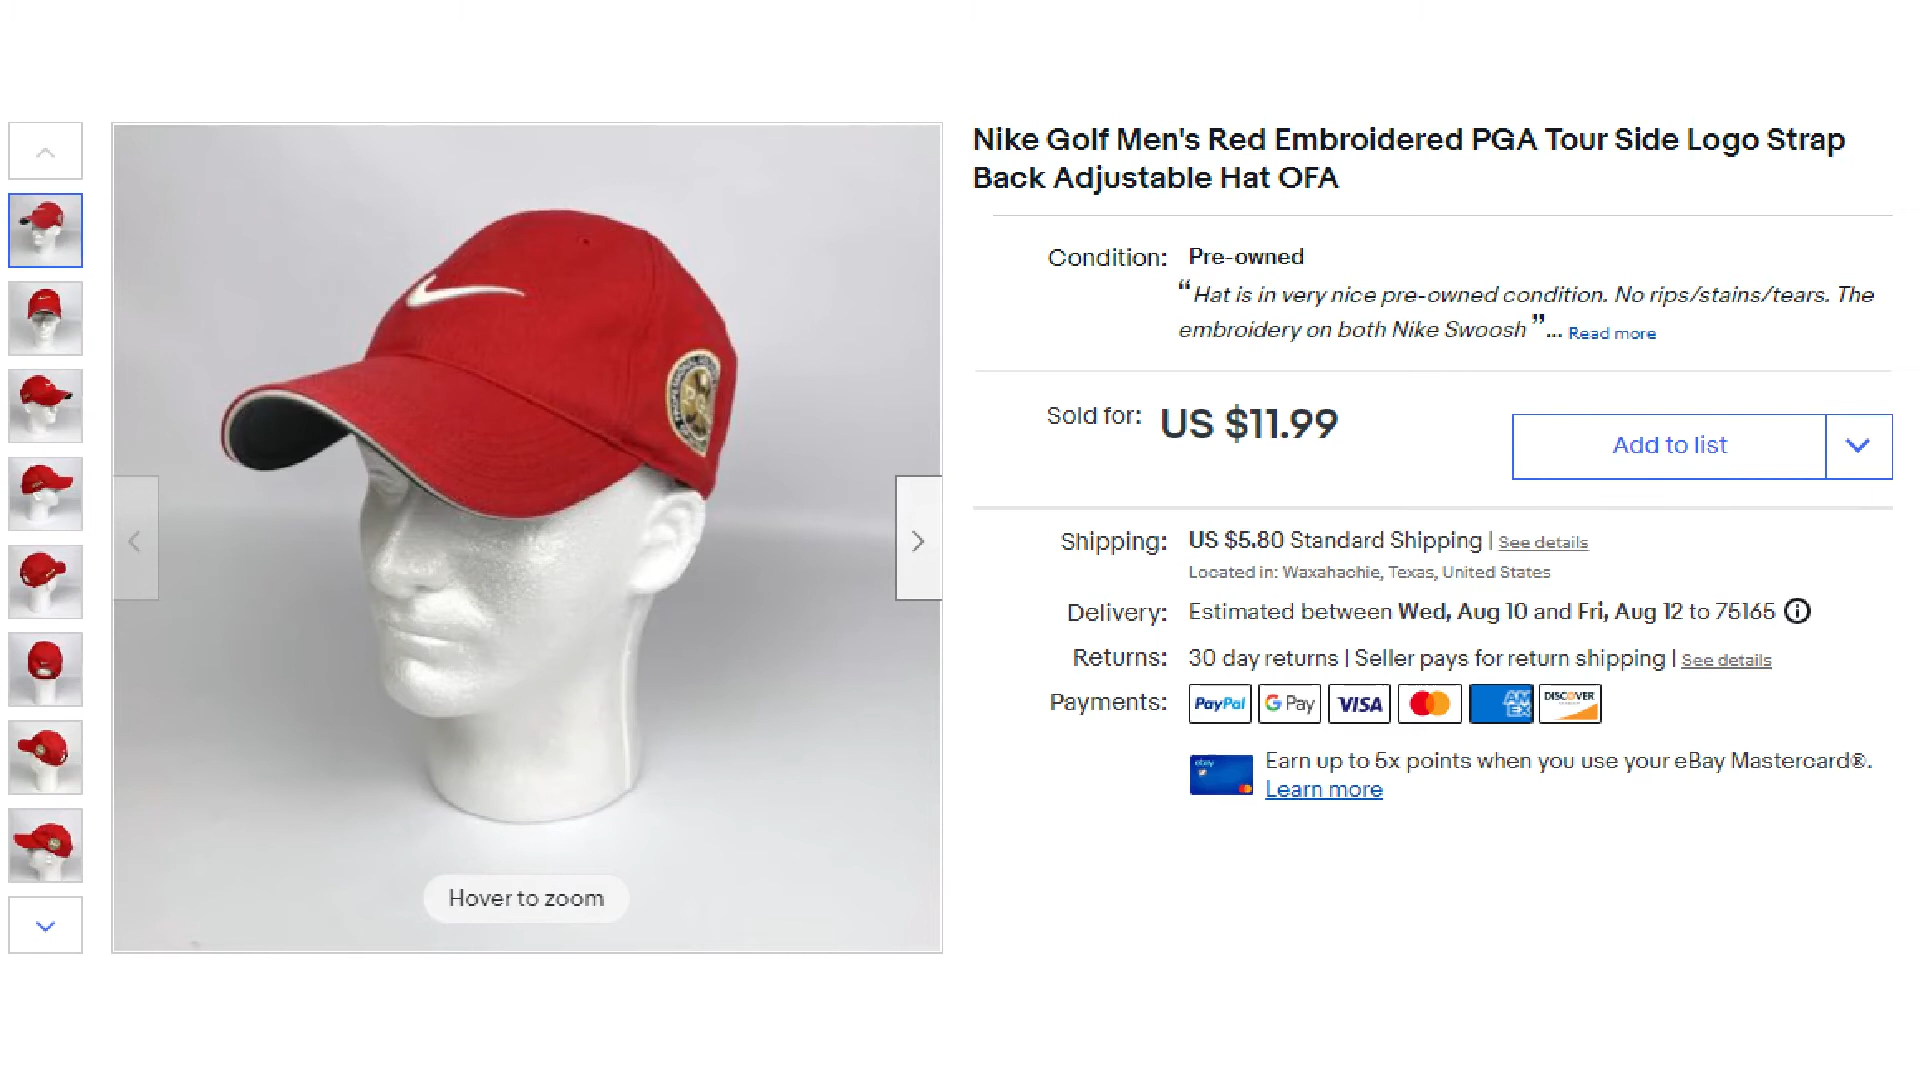 Nike Golf Men's Red Embroidered PGA Tour Side Logo Strap
Back Adjustable Hat OFA
Condition: Pre-owned
“Hat is in very nice pre-owned condition. No rips/stains/tears. The
embroidery on both Nike Swoosh”... Read more
Sold for: US $11.99
Add to list
Shipping: US $5.80 Standard Shipping | See details
Located in: Waxahachie, Texas, United States
Delivery: Estimated between Wed, Aug 10 and Fri, Aug 12 to 75165
Returns: 30 day returns | Seller pays for return shipping | See details
Payments: PayPal G Pay VISA AM EX DISCOVER
ebay
Earn up to 5x points when you use your eBay Mastercard®.
Learn more
PGA
Hover to zoom